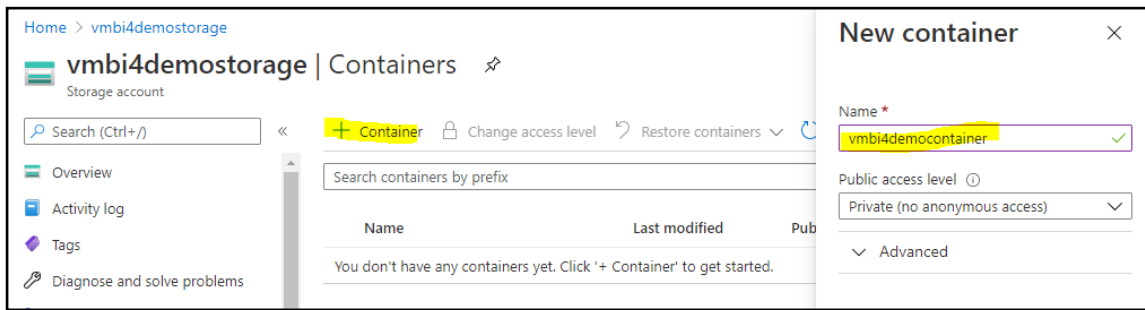 Home > vmbi4demostorage
vmbi4demostorage | Containers
Storage account
Search (Ctrl+/)
«
Overview
Activity log
Tags
Diagnose and solve problems
+ Container
Change access level
Restore containers
Search containers by prefix
Name
Last modified
Pub
You don't have any containers yet. Click '+ Container' to get started.
New container
Name *
vmbi4democontainer
Public access level
Private (no anonymous access)
Advanced